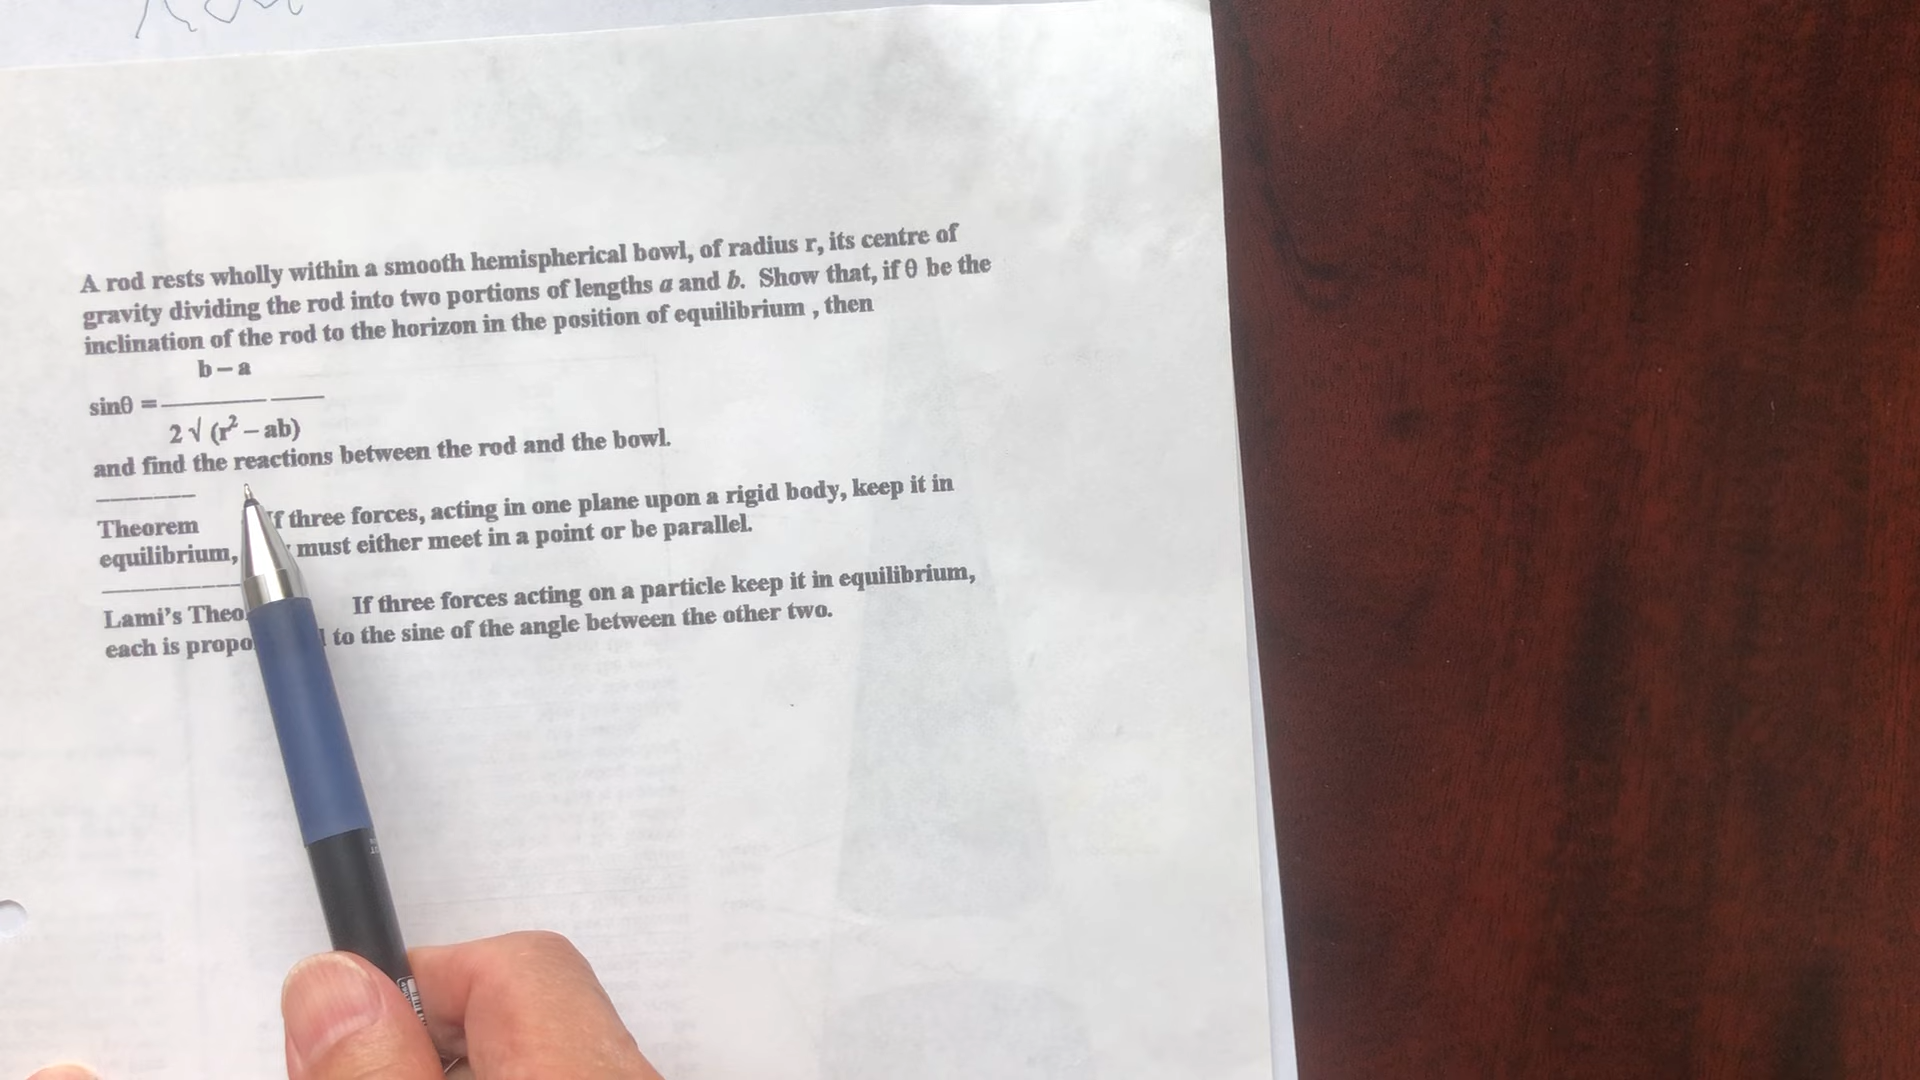 A rod rests wholly within a smooth hemispherical bowl, of radius r, its centre of
gravity dividing the rod into two portions of lengths a and b. Show that, if θ be the
inclination of the rod to the horizon in the position of equilibrium , then
b – a
sinθ = ———————
2 √ (r² – ab)
and find the reactions between the rod and the bowl.
Theorem If three forces, acting in one plane upon a rigid body, keep it in
equilibrium, must either meet in a point or be parallel.
Lami's If three forces acting on a particle keep it in equilibrium,
each is to the sine of the angle between the other two.